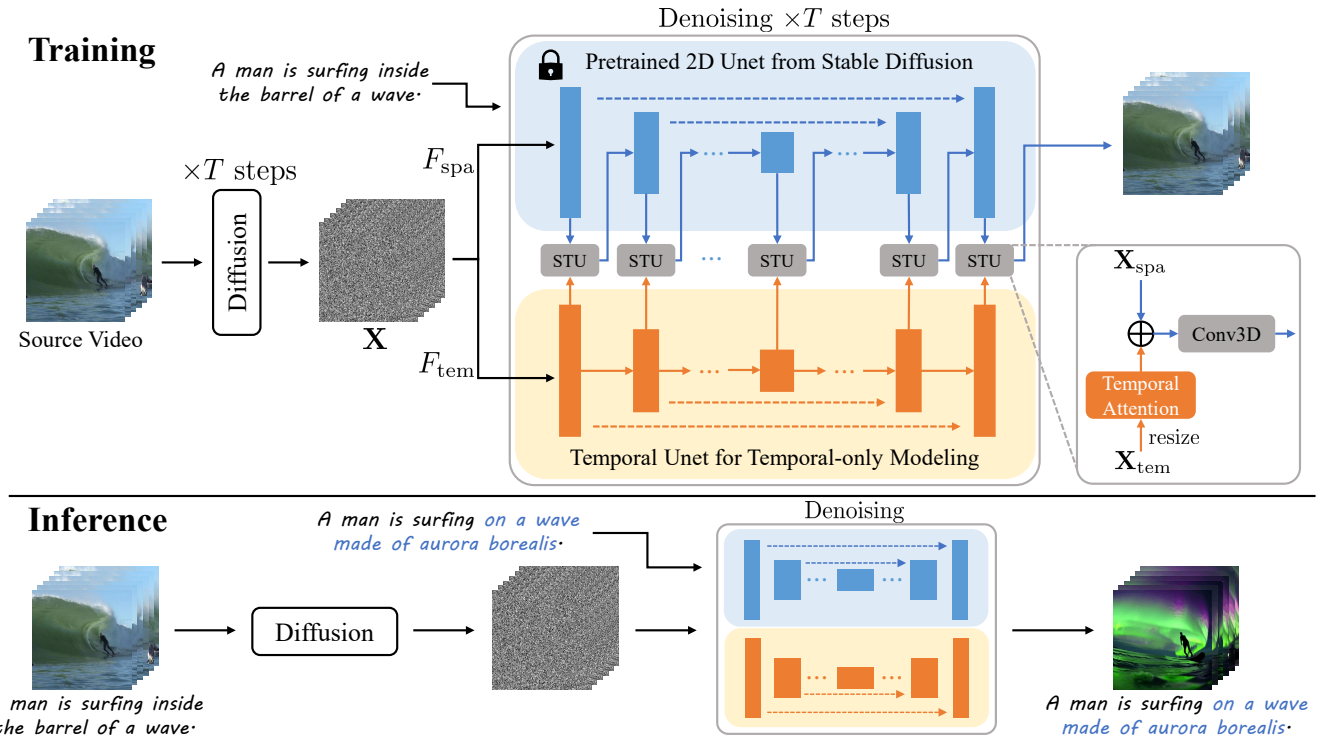 Training
Denoising ×T steps
Pretrained 2D Unet from Stable Diffusion
A man is surfing inside
the barrel of a wave.
×T steps
Diffusion
Source Video
X
F_spa
F_tem
STU
STU
...
STU
STU
STU
Temporal Unet for Temporal-only Modeling
X_spa
Conv3D
Temporal
Attention
resize
X_tem
Inference
A man is surfing on a wave
made of aurora borealis.
Denoising
Diffusion
man is surfing inside
the barrel of a wave.
A man is surfing on a wave
made of aurora borealis.